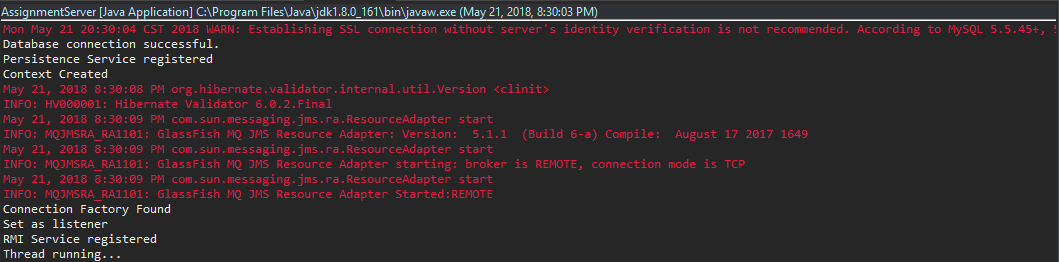 AssignmentServer [Java Application] C:\Program Files\Java\jdk1.8.0_161\bin\javaw.exe (May 21, 2018, 8:30:03 PM)
Mon May 21 20:30:04 CST 2018 WARN: Establishing SSL connection without server's identity verification is not recommended. According to MySQL 5.5.45+,
Database connection successful.
Persistence Service registered
Context Created
May 21, 2018 8:30:08 PM org.hibernate.validator.internal.util.Version <clinit>
INFO: HV000001: Hibernate Validator 6.0.2.Final
May 21, 2018 8:30:09 PM com.sun.messaging.jms.ra.ResourceAdapter start
INFO: MQJMSRA_RA1101: GlassFish MQ JMS Resource Adapter: Version:  5.1.1  (Build 6-a) Compile:  August 17 2017 1649
May 21, 2018 8:30:09 PM com.sun.messaging.jms.ra.ResourceAdapter start
INFO: MQJMSRA_RA1101: GlassFish MQ JMS Resource Adapter starting: broker is REMOTE, connection mode is TCP
May 21, 2018 8:30:09 PM com.sun.messaging.jms.ra.ResourceAdapter start
INFO: MQJMSRA_RA1101: GlassFish MQ JMS Resource Adapter Started:REMOTE
Connection Factory Found
Set as listener
RMI Service registered
Thread running...